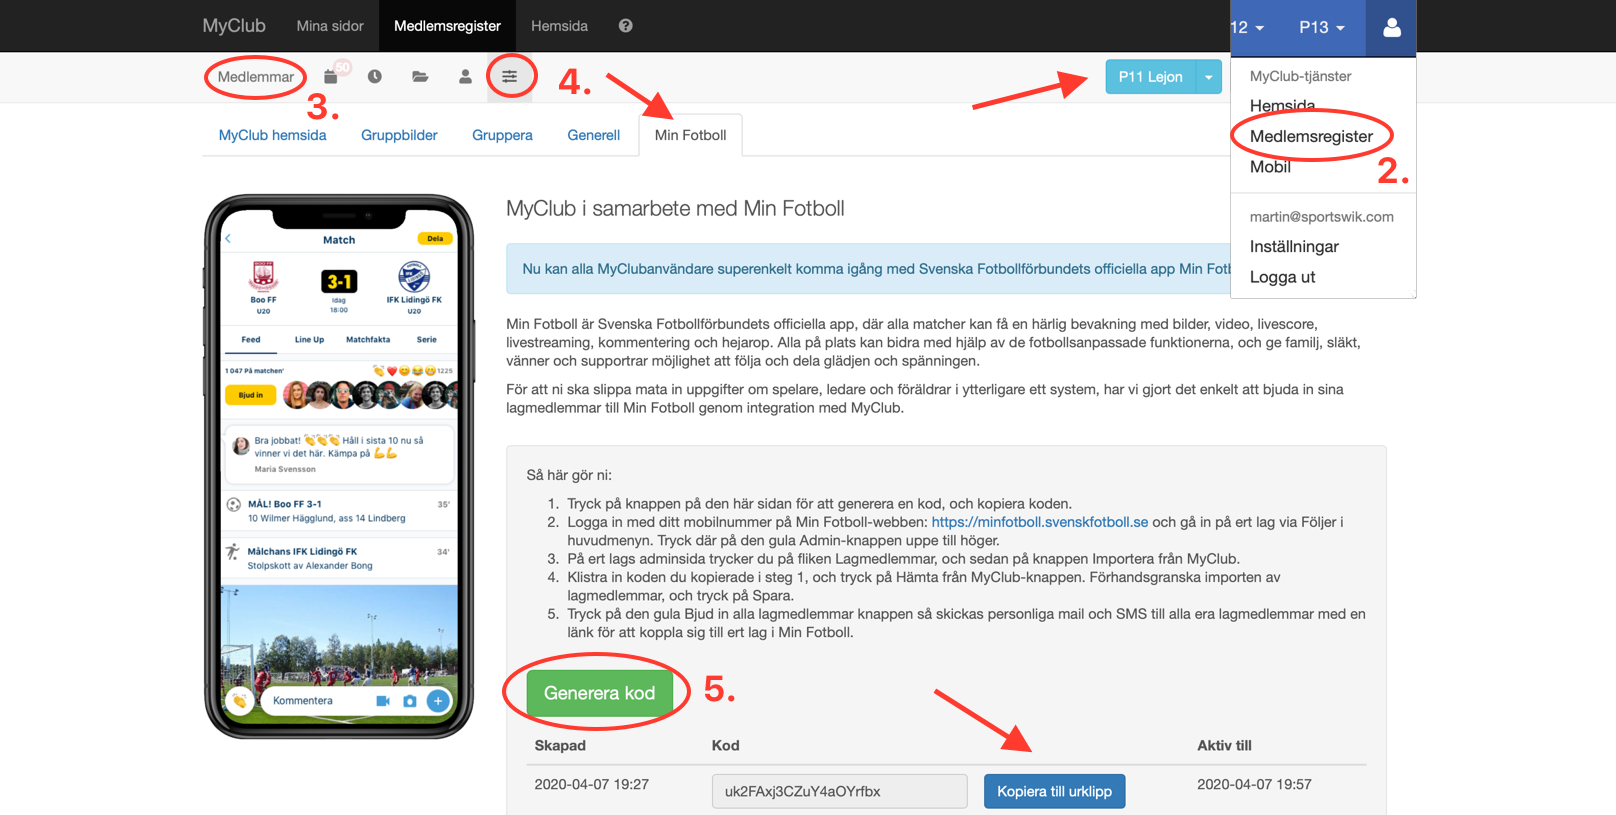 MyClub Mina sidor Medlemsregister Hemsida ? 12 P13
Medlemmar 50 4. P11 Lejon
3.
MyClub-tjänster
Hemsida
Medlemsregister
Mobil
2.
martin@sportswik.com
Inställningar
Logga ut
MyClub hemsida Gruppbilder Gruppera Generell Min Fotboll
Match Dela
3-1
Boo FF Idag IFK Lidingö FK
U20 18:00 U20
Feed Line Up Matchfakta Serie
1 047 På matchen' 1225
Bjud in
Bra jobbat! 👏👏👏 Håll i sista 10 nu så
vinner vi det här. Kämpa på 💪💪
Maria Svensson
MÅL! Boo FF 3-1 35'
10 Wilmer Hägglund, ass 14 Lindberg
Målchans IFK Lidingö FK 34'
Stolpskott av Alexander Bong
Kommentera
MyClub i samarbete med Min Fotboll
Nu kan alla MyClubanvändare superenkelt komma igång med Svenska Fotbollförbundets officiella app Min Fotb
Min Fotboll är Svenska Fotbollförbundets officiella app, där alla matcher kan få en härlig bevakning med bilder, video, livescore,
livestreaming, kommentering och hejarop. Alla på plats kan bidra med hjälp av de fotbollsanpassade funktionerna, och ge familj, släkt,
vänner och supportrar möjlighet att följa och dela glädjen och spänningen.
För att ni ska slippa mata in uppgifter om spelare, ledare och föräldrar i ytterligare ett system, har vi gjort det enkelt att bjuda in sina
lagmedlemmar till Min Fotboll genom integration med MyClub.
Så här gör ni:
1. Tryck på knappen på den här sidan för att generera en kod, och kopiera koden.
2. Logga in med ditt mobilnummer på Min Fotboll-webben: https://minfotboll.svenskfotboll.se och gå in på ert lag via Följer i
huvudmenyn. Tryck där på den gula Admin-knappen uppe till höger.
3. På ert lags adminsida trycker du på fliken Lagmedlemmar, och sedan på knappen Importera från MyClub.
4. Klistra in koden du kopierade i steg 1, och tryck på Hämta från MyClub-knappen. Förhandsgranska importen av
lagmedlemmar, och tryck på Spara.
5. Tryck på den gula Bjud in alla lagmedlemmar knappen så skickas personliga mail och SMS till alla era lagmedlemmar med en
länk för att koppla sig till ert lag i Min Fotboll.
Generera kod 5.
Skapad Kod Aktiv till
2020-04-07 19:27 uk2FAxj3CZuY4aOYrfbx Kopiera till urklipp 2020-04-07 19:57